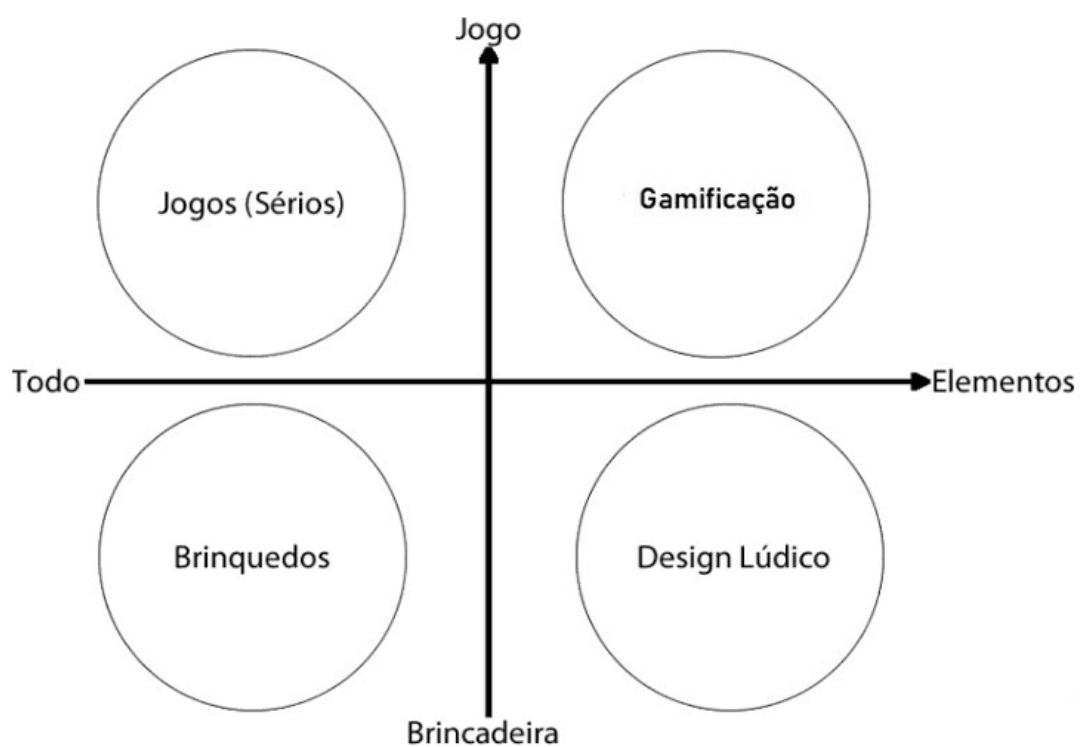 Jogo
Jogos (Sérios)
Gamificação
Todo
Elementos
Brinquedos
Design Lúdico
Brincadeira